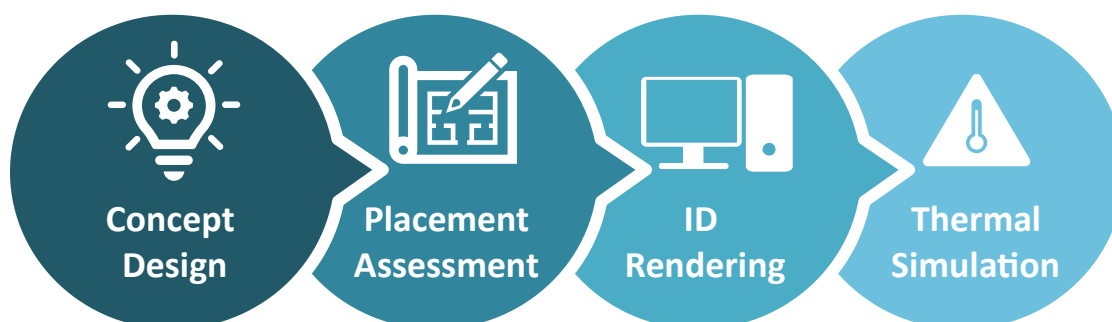 Concept
Design
Placement
Assessment
ID
Rendering
Thermal
Simulation